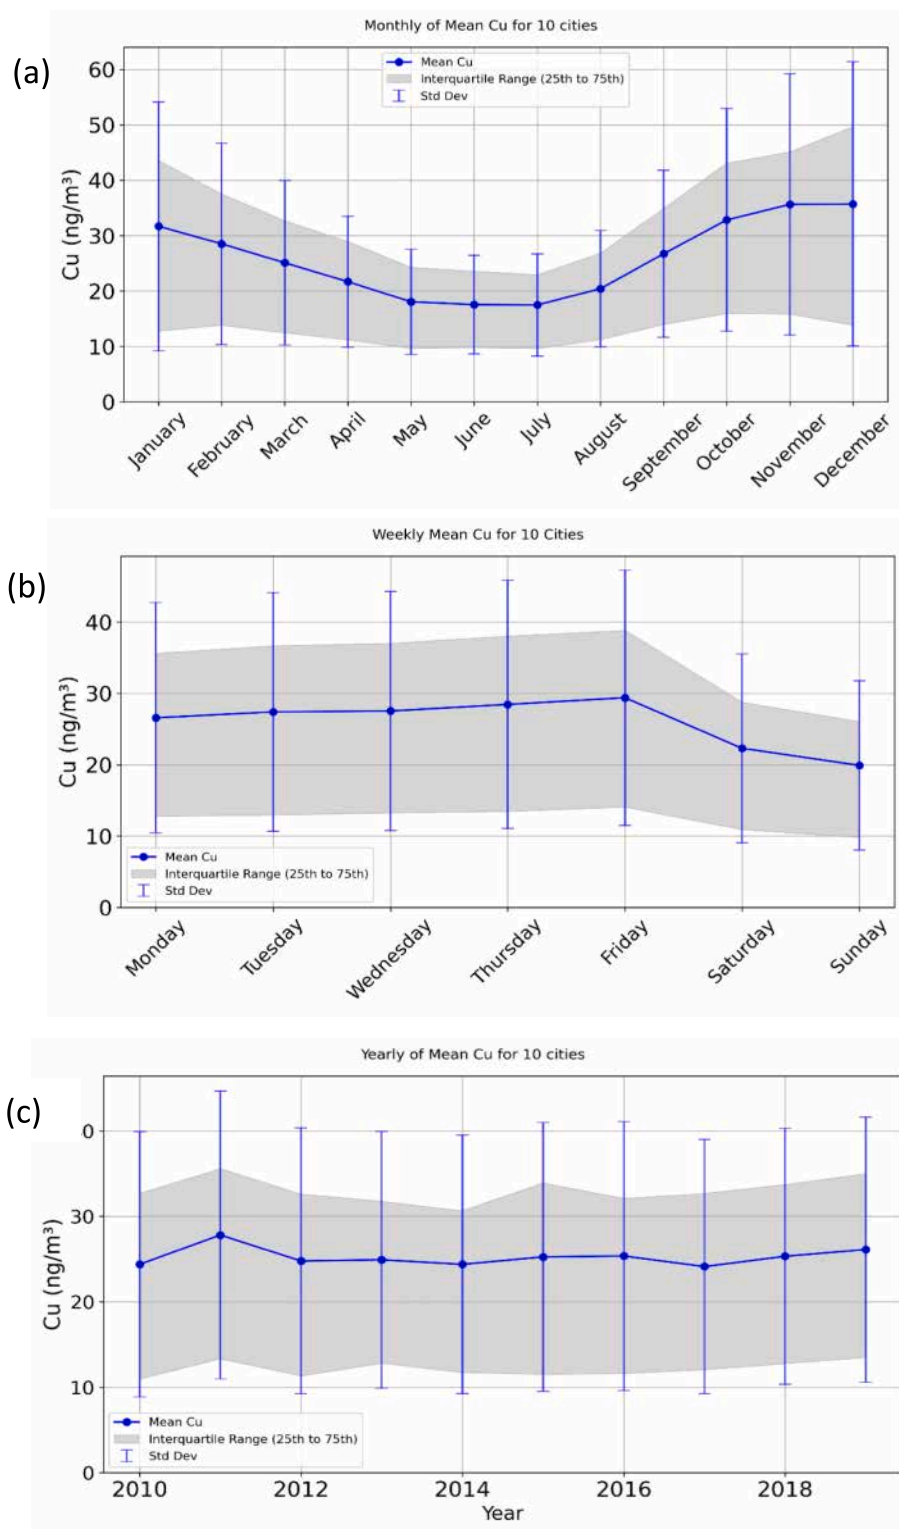 (a)
Monthly of Mean Cu for 10 cities
Mean Cu
Interquartile Range (25th to 75th)
Std Dev
Cu (ng/m³)
60
50
40
30
20
10
0
January
February
March
April
May
June
July
August
September
October
November
December
(b)
Weekly Mean Cu for 10 Cities
Cu (ng/m³)
40
30
20
10
0
Mean Cu
Interquartile Range (25th to 75th)
Std Dev
Monday
Tuesday
Wednesday
Thursday
Friday
Saturday
Sunday
(c)
Yearly of Mean Cu for 10 cities
Cu (ng/m³)
0
30
20
10
0
Mean Cu
Interquartile Range (25th to 75th)
Std Dev
2010
2012
2014
2016
2018
Year